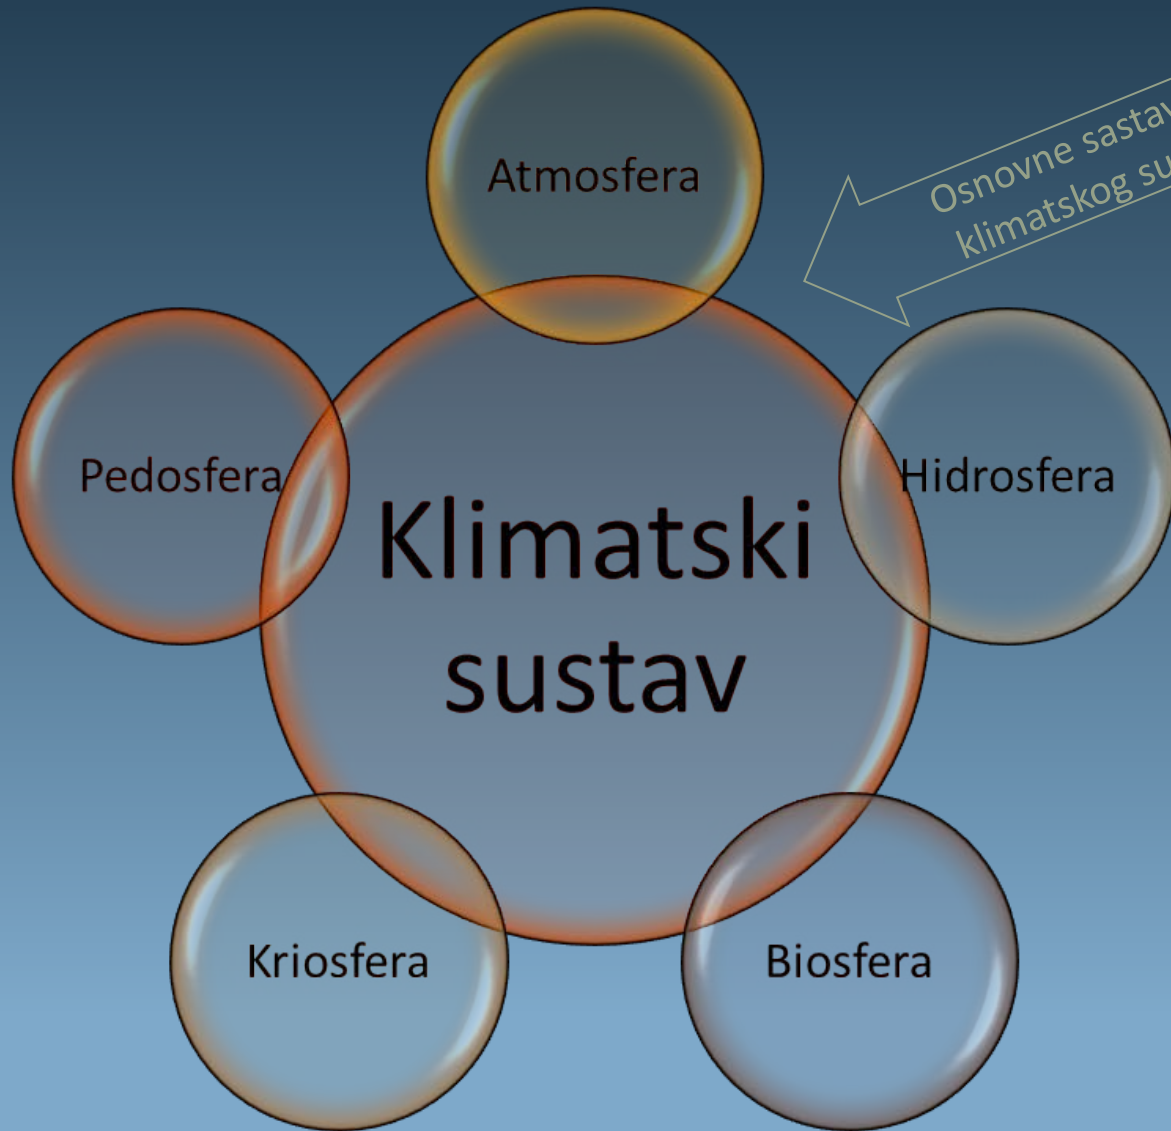 Atmosfera
Osnovne
klimatskog
Pedosfera
Hidrosfera
Klimatski
sustav
Kriosfera
Biosfera